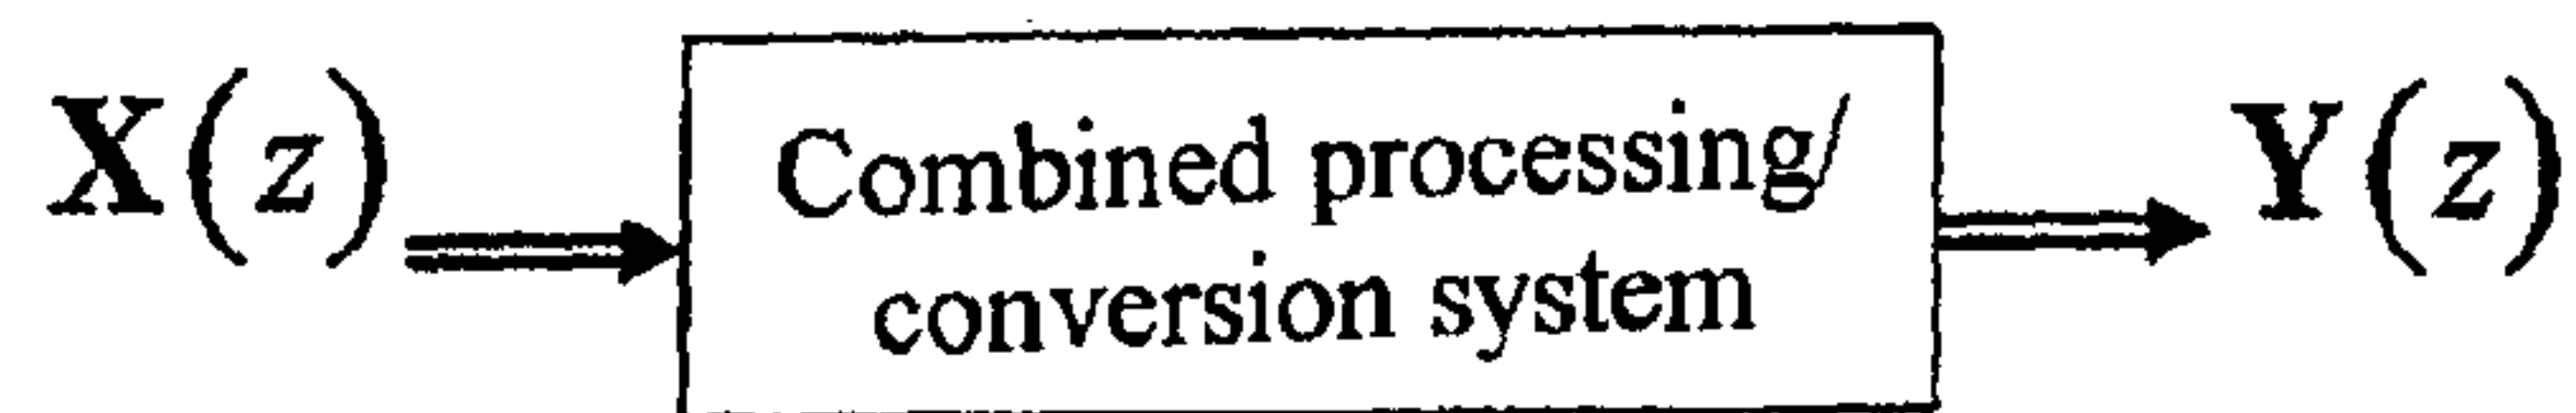 X(z)
Combined processing/
conversion system
Y(z)